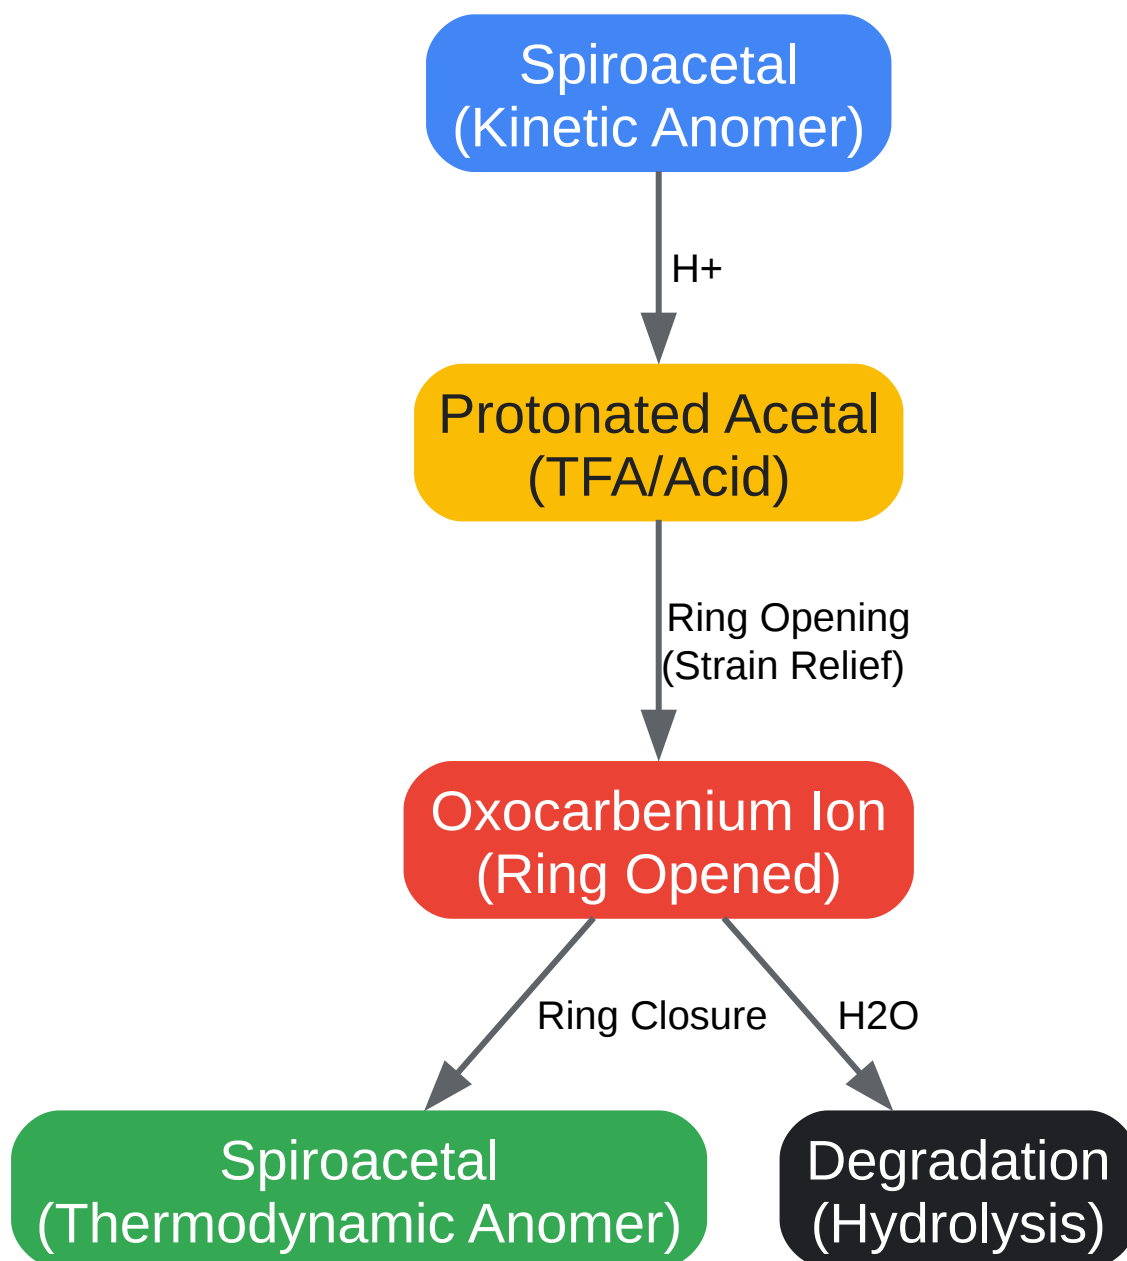 Spiroacetal
(Kinetic Anomer)
H+
Protonated Acetal
(TFA/Acid)
Ring Opening
(Strain Relief)
Oxocarbenium Ion
(Ring Opened)
Ring Closure
H2O
Spiroacetal
(Thermodynamic Anomer)
Degradation
(Hydrolysis)